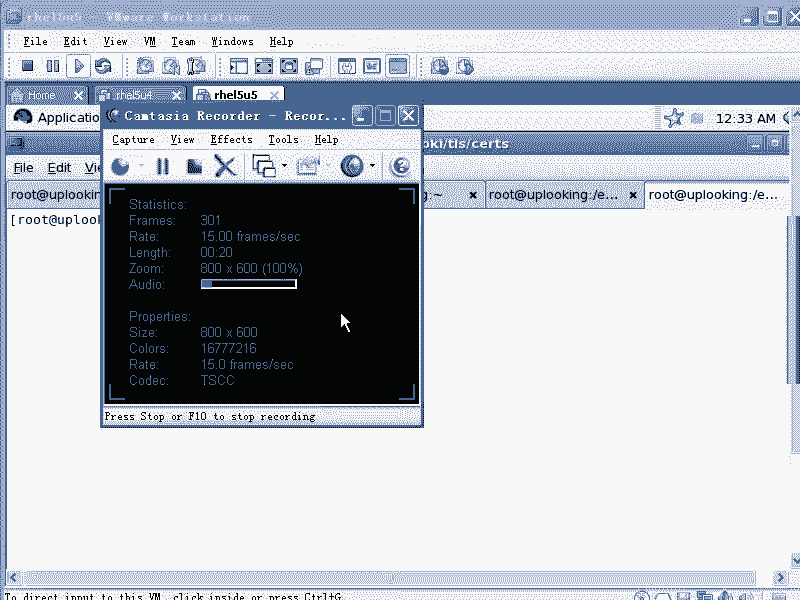 rhel5u5 - VMware Workstation
File Edit View VM Team Windows Help
Home rhel5u4 rhel5u5
Applicatio 12:33 AM
Camtasia Recorder - Recor...
oki/tls/certs
Capture View Effects Tools Help
File Edit Vi
root@uplookin g:~ root@uplooking:/e... root@uplooking:/e...
[root@uplook
Statistics:
Frames: 301
Rate: 15.00 frames/sec
Length: 00:20
Zoom: 800 x 600 (100%)
Audio:
Properties:
Size: 800 x 600
Colors: 16777216
Rate: 15.0 frames/sec
Codec: TSCC
Press Stop or F10 to stop recording
To direct input to this VM, click inside or press Ctrl+G.